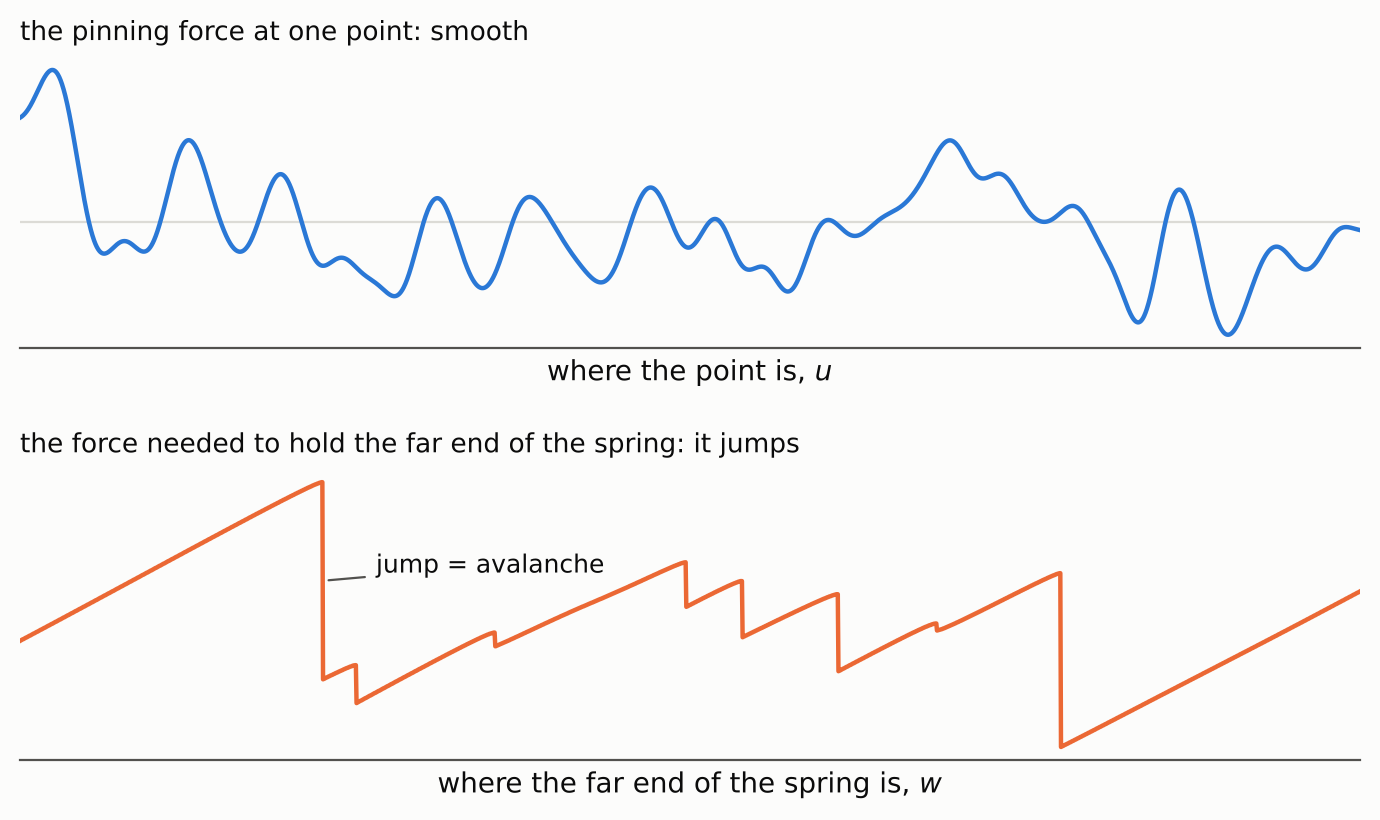 the pinning force at one point: smooth
where the point is, u
the force needed to hold the far end of the spring: it jumps
jump = avalanche
where the far end of the spring is, w